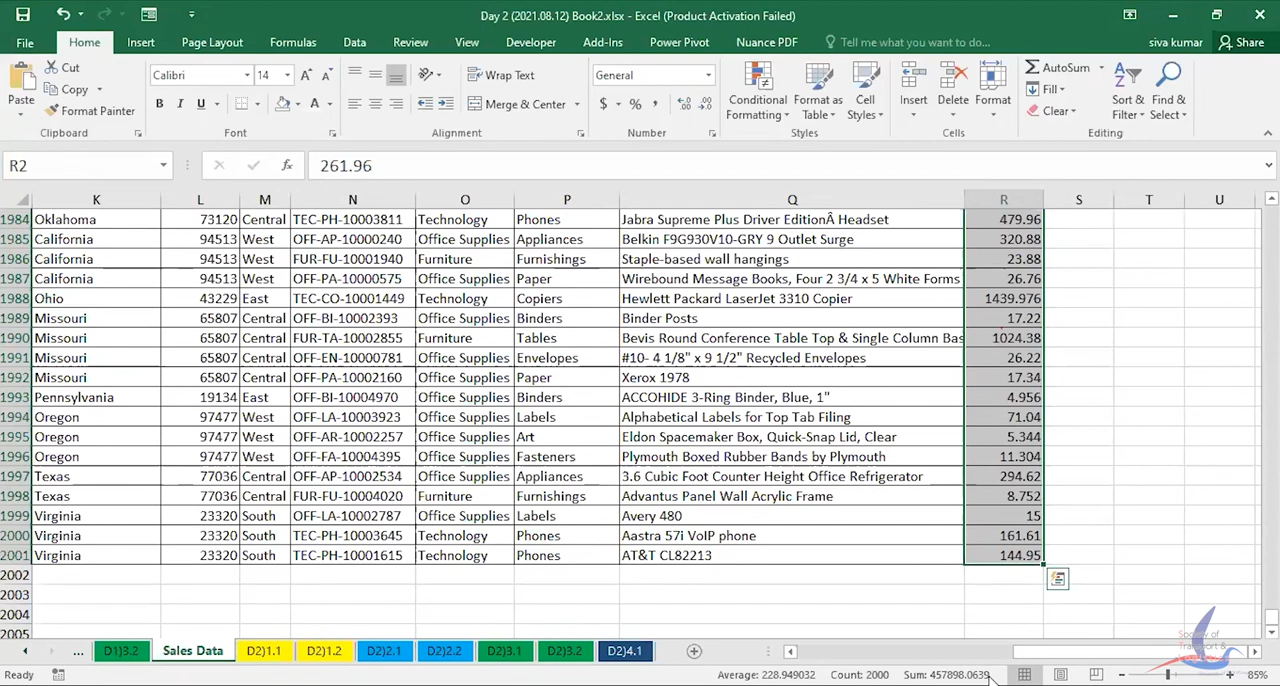 Day 2 (2021.08.12) Book2.xlsx - Excel (Product Activation Failed)
File Home Insert Page Layout Formulas Data Review View Developer Add-Ins Power Pivot Nuance PDF Tell me what you want to do... siva kumar Share
Paste Cut Copy Format Painter Clipboard
Calibri 14 B I U Font
Wrap Text Merge & Center Alignment
General $ % Number
Conditional Formatting Format as Table Cell Styles Styles
Insert Delete Format Cells
AutoSum Fill Clear Sort & Filter Find & Select Editing
R2 fx 261.96
K L M N O P Q R S T U
1984 Oklahoma 73120 Central TEC-PH-10003811 Technology Phones Jabra Supreme Plus Driver EditionÂ Headset 479.96
1985 California 94513 West OFF-AP-10000240 Office Supplies Appliances Belkin F9G930V10-GRY 9 Outlet Surge 320.88
1986 California 94513 West FUR-FU-10001940 Furniture Furnishings Staple-based wall hangings 23.88
1987 California 94513 West OFF-PA-10000575 Office Supplies Paper Wirebound Message Books, Four 2 3/4 x 5 White Forms 26.76
1988 Ohio 43229 East TEC-CO-10001449 Technology Copiers Hewlett Packard LaserJet 3310 Copier 1439.976
1989 Missouri 65807 Central OFF-BI-10002393 Office Supplies Binders Binder Posts 17.22
1990 Missouri 65807 Central FUR-TA-10002855 Furniture Tables Bevis Round Conference Table Top & Single Column Bas 1024.38
1991 Missouri 65807 Central OFF-EN-10000781 Office Supplies Envelopes #10- 4 1/8" x 9 1/2" Recycled Envelopes 26.22
1992 Missouri 65807 Central OFF-PA-10002160 Office Supplies Paper Xerox 1978 17.34
1993 Pennsylvania 19134 East OFF-BI-10004970 Office Supplies Binders ACCOHIDE 3-Ring Binder, Blue, 1" 4.956
1994 Oregon 97477 West OFF-LA-10003923 Office Supplies Labels Alphabetical Labels for Top Tab Filing 71.04
1995 Oregon 97477 West OFF-AR-10002257 Office Supplies Art Eldon Spacemaker Box, Quick-Snap Lid, Clear 5.344
1996 Oregon 97477 West OFF-FA-10004395 Office Supplies Fasteners Plymouth Boxed Rubber Bands by Plymouth 11.304
1997 Texas 77036 Central OFF-AP-10002534 Office Supplies Appliances 3.6 Cubic Foot Counter Height Office Refrigerator 294.62
1998 Texas 77036 Central FUR-FU-10004020 Furniture Furnishings Advantus Panel Wall Acrylic Frame 8.752
1999 Virginia 23320 South OFF-LA-10002787 Office Supplies Labels Avery 480 15
2000 Virginia 23320 South TEC-PH-10003645 Technology Phones Aastra 57i VoIP phone 161.61
2001 Virginia 23320 South TEC-PH-10001615 Technology Phones AT&T CL82213 144.95
2002
2003
2004
2005
... D1)3.2 Sales Data D2)1.1 D2)1.2 D2)2.1 D2)2.2 D2)3.1 D2)3.2 D2)4.1
Society of
Transport &
Ready Average: 228.949032 Count: 2000 Sum: 457898.0639 85%